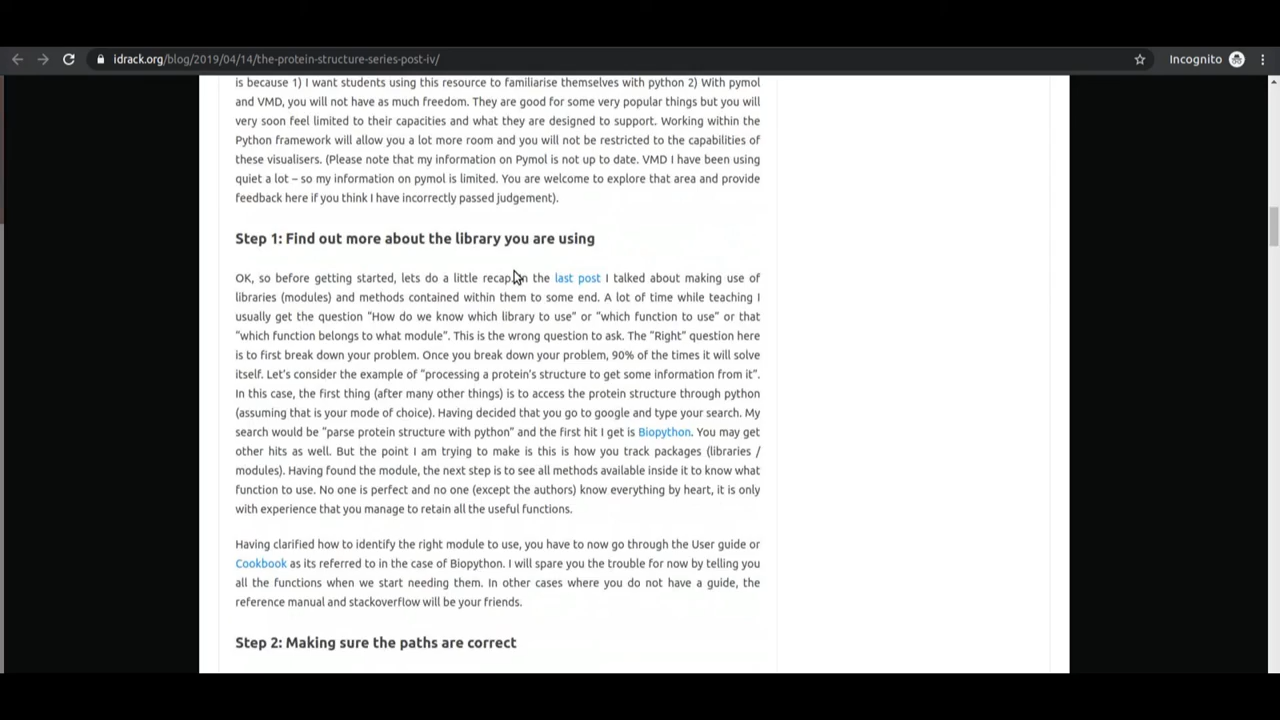 idrack.org/blog/2019/04/14/the-protein-structure-series-post-iv/
Incognito
is because 1) I want students using this resource to familiarise themselves with python 2) With pymol
and VMD, you will not have as much freedom. They are good for some very popular things but you will
very soon feel limited to their capacities and what they are designed to support. Working within the
Python framework will allow you a lot more room and you will not be restricted to the capabilities of
these visualisers. (Please note that my information on Pymol is not up to date. VMD I have been using
quiet a lot – so my information on pymol is limited. You are welcome to explore that area and provide
feedback here if you think I have incorrectly passed judgement).
Step 1: Find out more about the library you are using
OK, so before getting started, lets do a little recap. In the last post I talked about making use of
libraries (modules) and methods contained within them to some end. A lot of time while teaching I
usually get the question “How do we know which library to use” or “which function to use” or that
“which function belongs to what module”. This is the wrong question to ask. The “Right” question here
is to first break down your problem. Once you break down your problem, 90% of the times it will solve
itself. Let’s consider the example of “processing a protein’s structure to get some information from it”.
In this case, the first thing (after many other things) is to access the protein structure through python
(assuming that is your mode of choice). Having decided that you go to google and type your search. My
search would be “parse protein structure with python” and the first hit I get is Biopython. You may get
other hits as well. But the point I am trying to make is this is how you track packages (libraries /
modules). Having found the module, the next step is to see all methods available inside it to know what
function to use. No one is perfect and no one (except the authors) know everything by heart, it is only
with experience that you manage to retain all the useful functions.
Having clarified how to identify the right module to use, you have to now go through the User guide or
Cookbook as its referred to in the case of Biopython. I will spare you the trouble for now by telling you
all the functions when we start needing them. In other cases where you do not have a guide, the
reference manual and stackoverflow will be your friends.
Step 2: Making sure the paths are correct